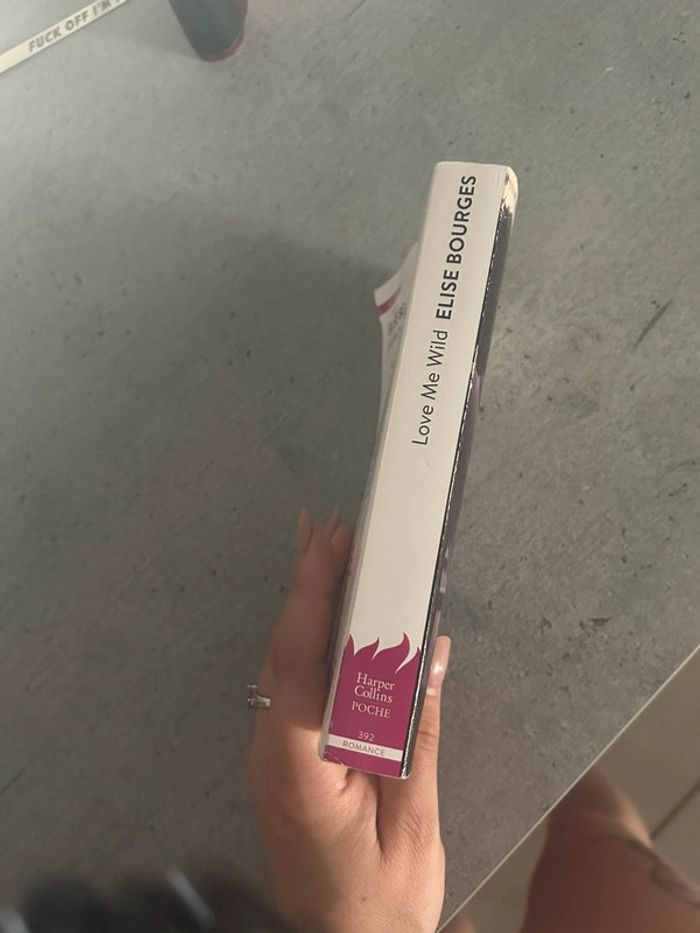 FUCK OFF I'M
Love Me Wild ELISE BOURGES
Harper
Collins
POCHE
392
ROMANCE